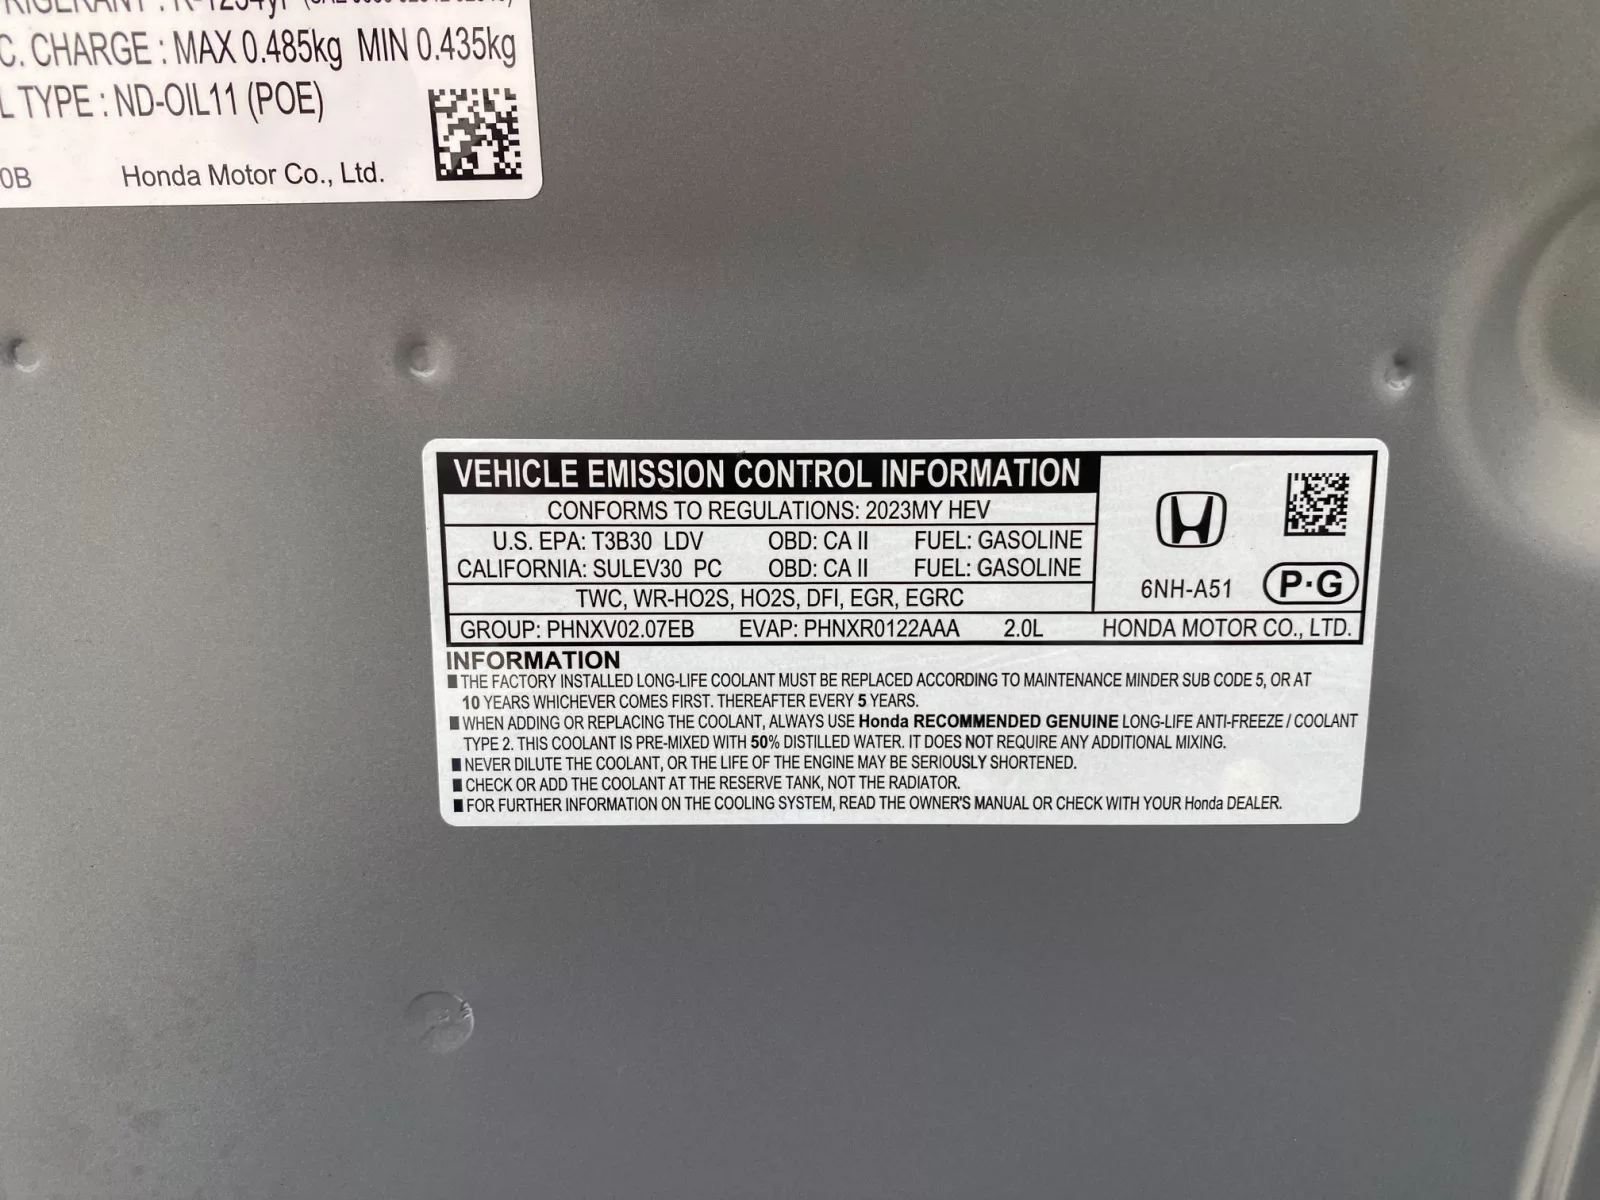 C. CHARGE : MAX 0.485kg MIN 0.435kg
L TYPE : ND-OIL11 (POE)
0B Honda Motor Co., Ltd.
VEHICLE EMISSION CONTROL INFORMATION
CONFORMS TO REGULATIONS: 2023MY HEV
U.S. EPA: T3B30 LDV OBD: CA II FUEL: GASOLINE
CALIFORNIA: SULEV30 PC OBD: CA II FUEL: GASOLINE
TWC, WR-HO2S, HO2S, DFI, EGR, EGRC
6NH-A51 P·G
GROUP: PHNXV02.07EB EVAP: PHNXR0122AAA 2.0L HONDA MOTOR CO., LTD.
INFORMATION
■ THE FACTORY INSTALLED LONG-LIFE COOLANT MUST BE REPLACED ACCORDING TO MAINTENANCE MINDER SUB CODE 5, OR AT
10 YEARS WHICHEVER COMES FIRST. THEREAFTER EVERY 5 YEARS.
■ WHEN ADDING OR REPLACING THE COOLANT, ALWAYS USE Honda RECOMMENDED GENUINE LONG-LIFE ANTI-FREEZE / COOLANT
TYPE 2. THIS COOLANT IS PRE-MIXED WITH 50% DISTILLED WATER. IT DOES NOT REQUIRE ANY ADDITIONAL MIXING.
■ NEVER DILUTE THE COOLANT, OR THE LIFE OF THE ENGINE MAY BE SERIOUSLY SHORTENED.
■ CHECK OR ADD THE COOLANT AT THE RESERVE TANK, NOT THE RADIATOR.
■ FOR FURTHER INFORMATION ON THE COOLING SYSTEM, READ THE OWNER'S MANUAL OR CHECK WITH YOUR Honda DEALER.